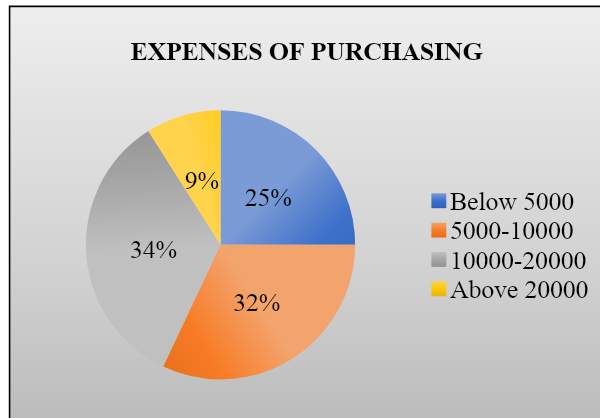 EXPENSES OF PURCHASING
9%
25%
34%
32%
Below 5000
5000-10000
10000-20000
Above 20000